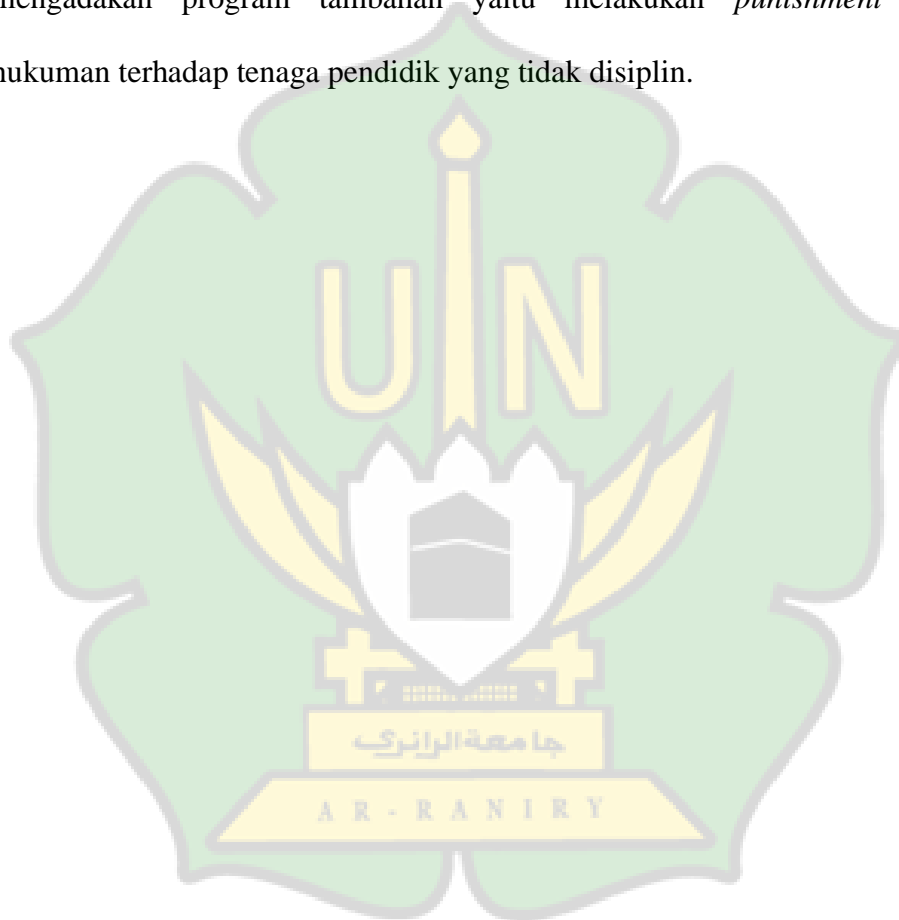 mengadakan program tambahan yaitu melakukan punishment
hukuman terhadap tenaga pendidik yang tidak disiplin.
UIN
جامعة الرانري
AR-RANIRY